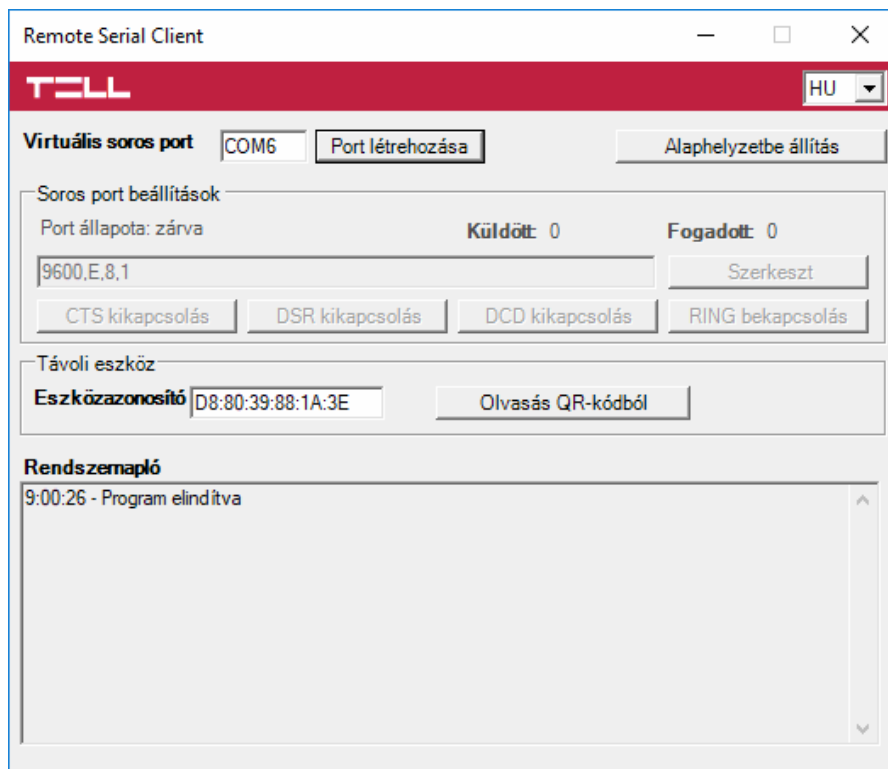 Remote Serial Client
TELL
HU
Virtuális soros port COM6 Port létrehozása Alaphelyzetbe állítás
Soros port beállítások
Port állapota: zárva Küldött: 0 Fogadott: 0
9600,E,8,1 Szerkeszt
CTS kikapcsolás DSR kikapcsolás DCD kikapcsolás RING bekapcsolás
Távoli eszköz
Eszközazonosító D8:80:39:88:1A:3E Olvasás QR-kódból
Rendszernapló
9:00:26 - Program elindítva